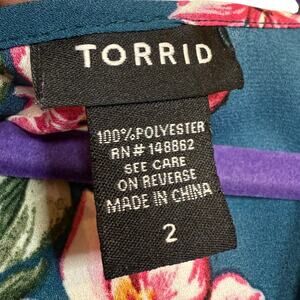 TORRID
100% POLYESTER
RN # 148862
SEE CARE
ON REVERSE
MADE IN CHINA
2